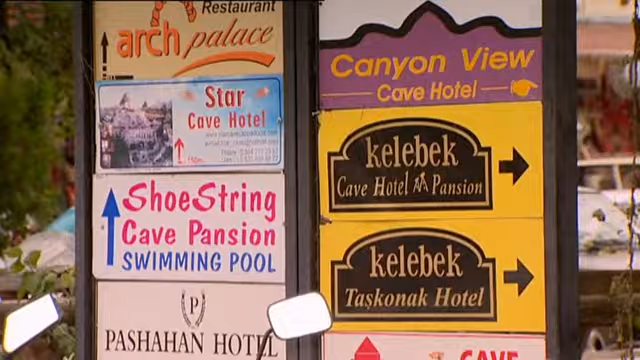 Restaurant
arch palace
Star
Cave Hotel
150m
ShoeString
Cave Pansion
SWIMMING POOL
P
PASHAHAN HOTEL
Canyon View
Cave Hotel
kelebek
Cave Hotel Pansion
kelebek
Taşkonak Hotel
CAVE